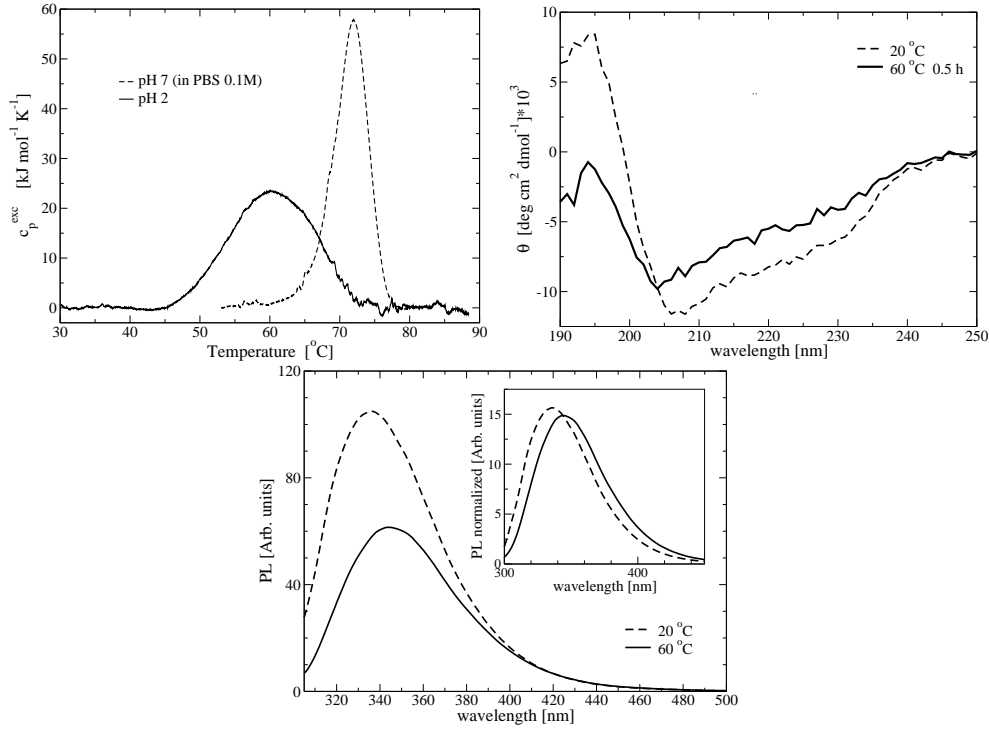 60
50
40
30
20
10
0
c_p^exc [kJ mol^-1 K^-1]
pH 7 (in PBS 0.1M)
pH 2
30 40 50 60 70 80 90
Temperature [°C]
10
5
0
-5
-10
θ [deg cm^2 dmol^-1]*10^3
20 °C
60 °C 0.5 h
190 200 210 220 230 240 250
wavelength [nm]
120
80
40
0
PL [Arb. units]
15
10
5
0
PL normalized [Arb. units]
300 400
wavelength [nm]
20 °C
60 °C
320 340 360 380 400 420 440 460 480 500
wavelength [nm]